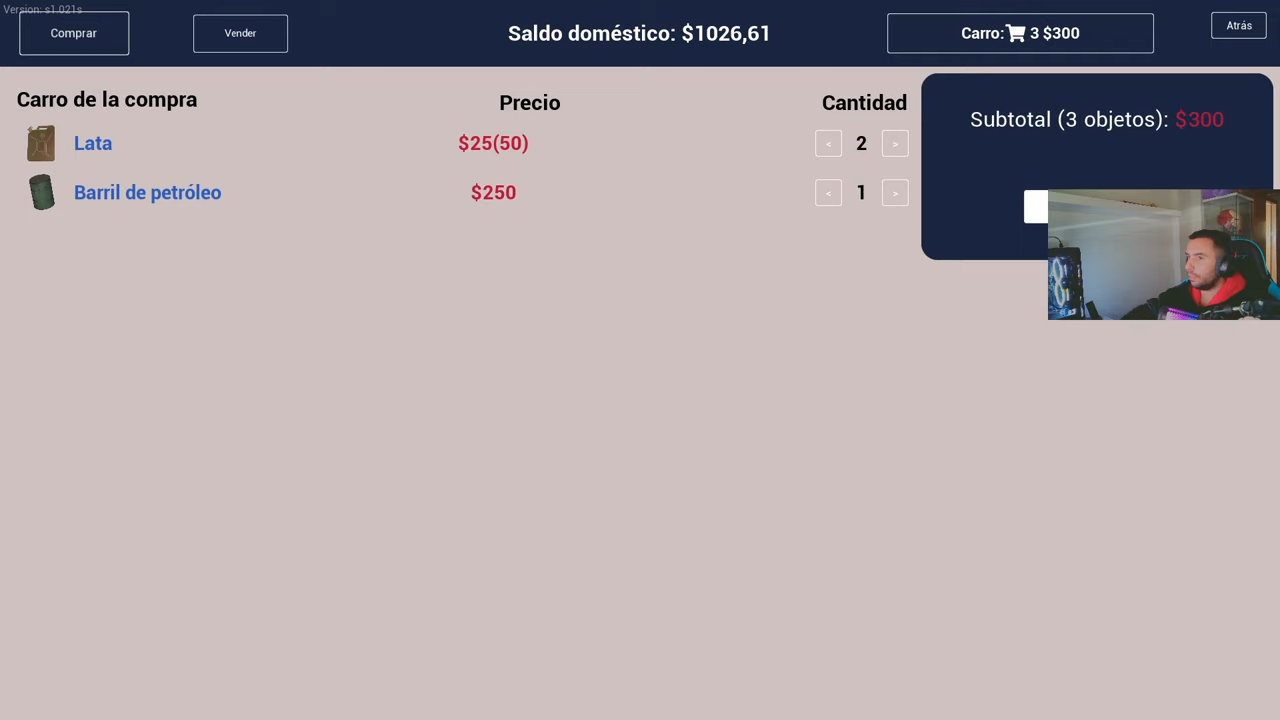 Version: s1.021s
Comprar
Vender
Saldo doméstico: $1026,61
Carro: 3 $300
Atrás
Carro de la compra
Precio
Cantidad
Subtotal (3 objetos): $300
Lata
$25(50)
< 2 >
Barril de petróleo
$250
< 1 >